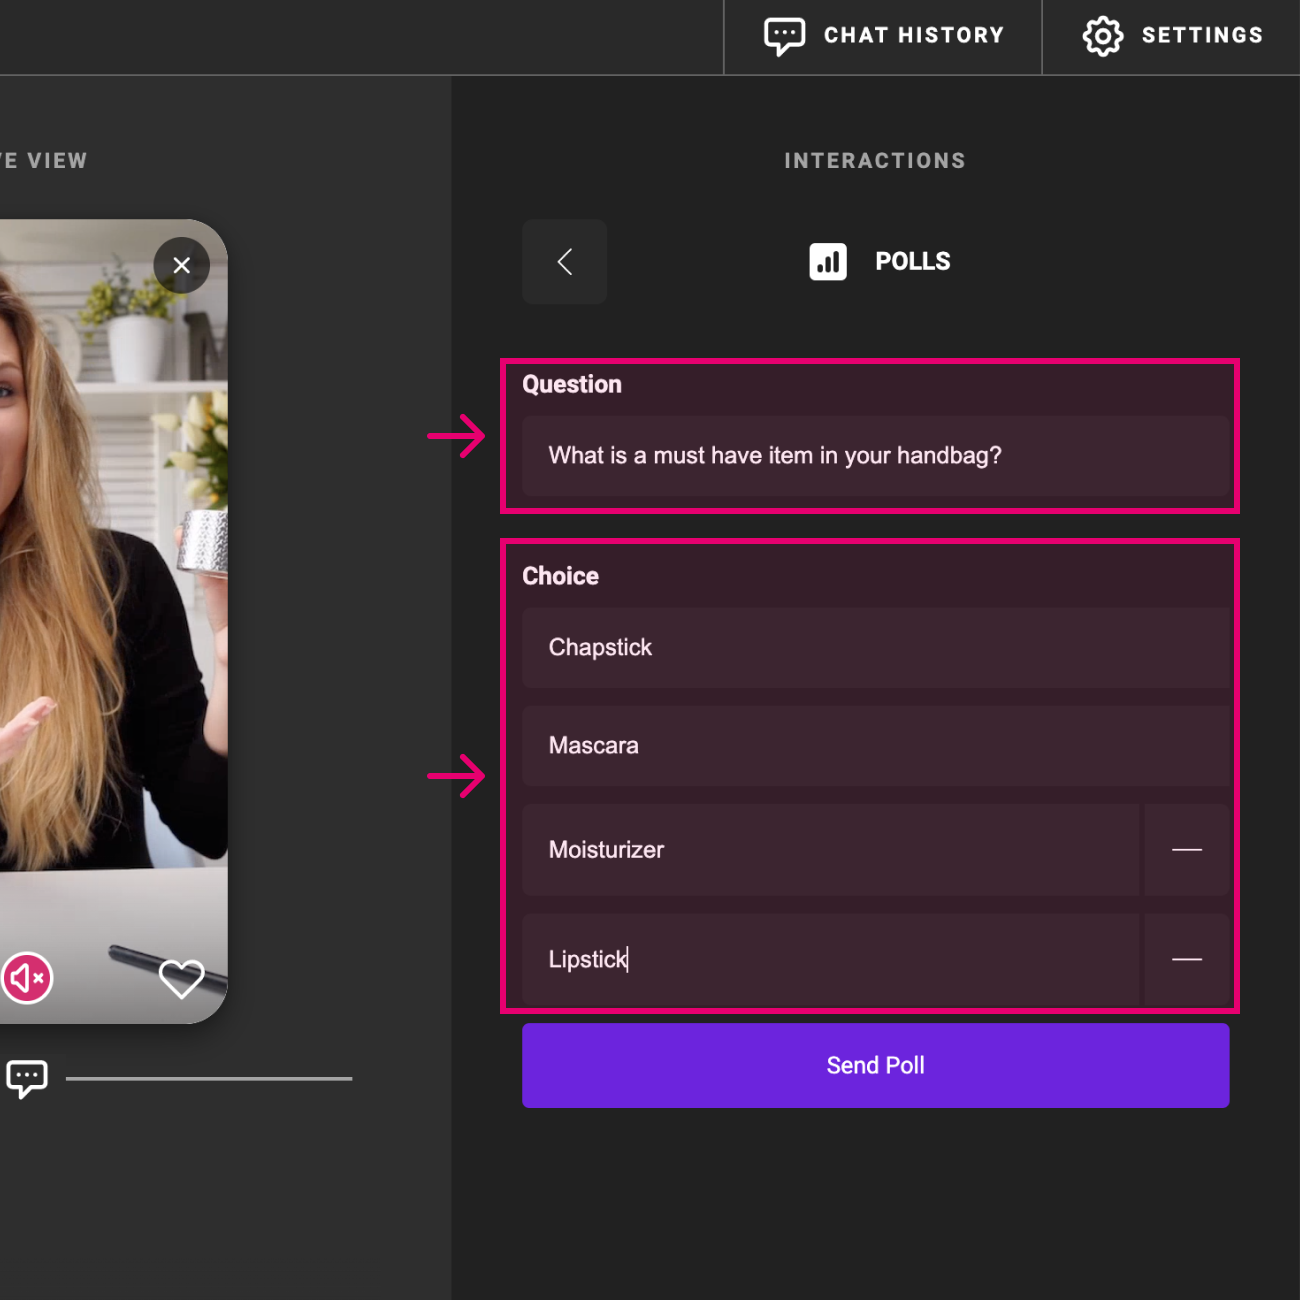 CHAT HISTORY
SETTINGS
E VIEW
INTERACTIONS
POLLS
Question
What is a must have item in your handbag?
Choice
Chapstick
Mascara
Moisturizer
Lipstick
Send Poll